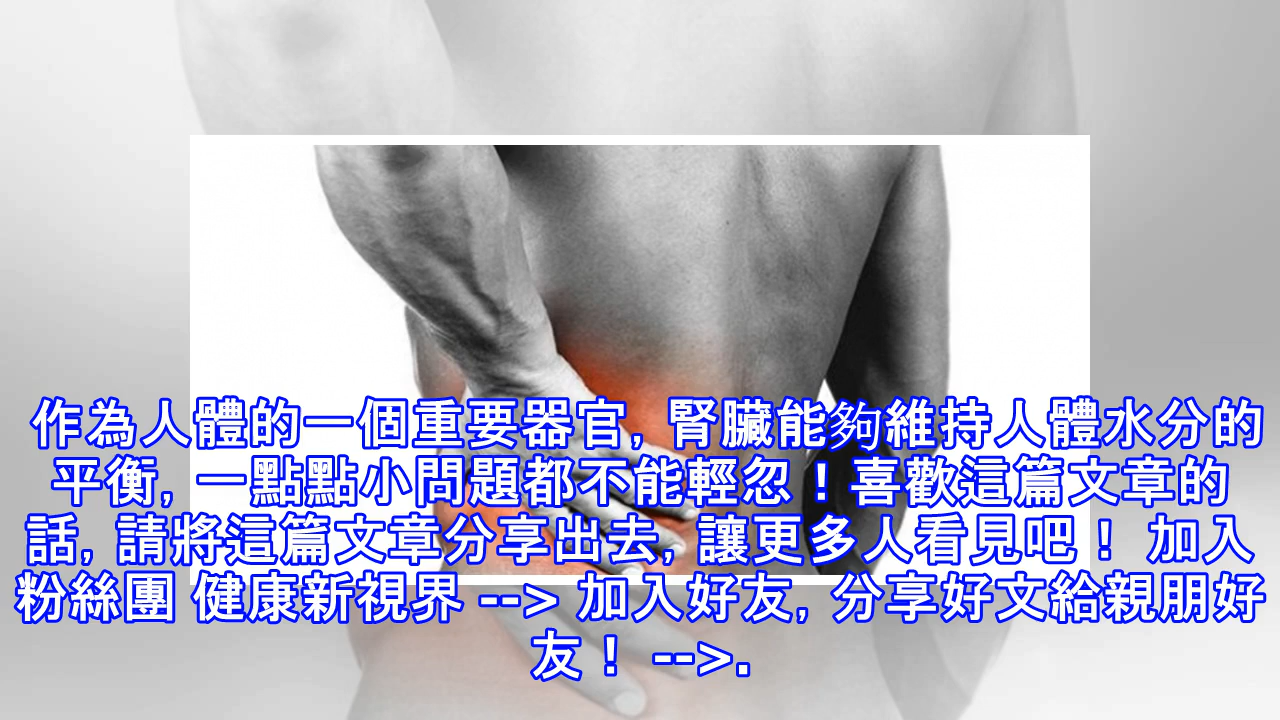 作為人體的一個重要器官, 腎臟能夠維持人體水分的
平衡, 一點點小問題都不能輕忽！喜歡這篇文章的
話, 請將這篇文章分享出去, 讓更多人看見吧！ 加入
粉絲團 健康新視界 --> 加入好友, 分享好文給親朋好
友！ -->.